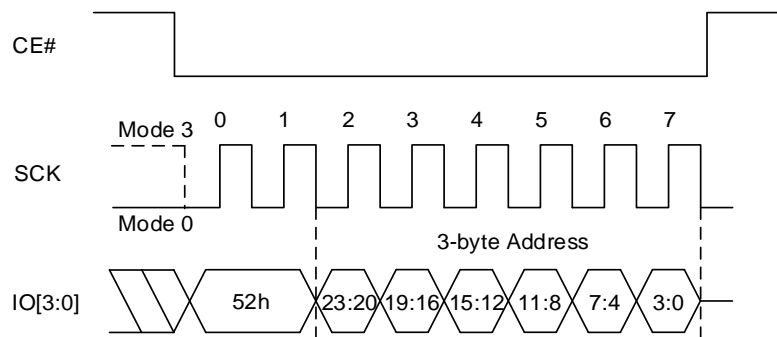 CE#
Mode 3 0 1 2 3 4 5 6 7
SCK
Mode 0
3-byte Address
IO[3:0] 52h 23:20 19:16 15:12 11:8 7:4 3:0